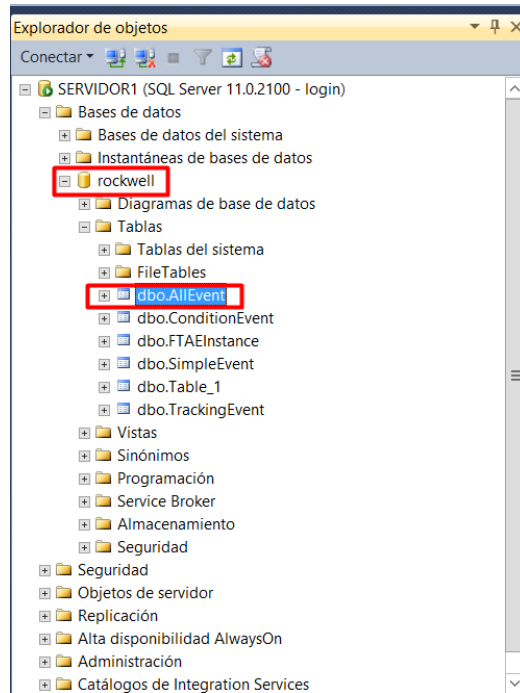 Explorador de objetos
Conectar
SERVIDOR1 (SQL Server 11.0.2100 - login)
Bases de datos
Bases de datos del sistema
Instantáneas de bases de datos
rockwell
Diagramas de base de datos
Tablas
Tablas del sistema
FileTables
dbo.AllEvent
dbo.ConditionEvent
dbo.FTAEInstance
dbo.SimpleEvent
dbo.Table_1
dbo.TrackingEvent
Vistas
Sinónimos
Programación
Service Broker
Almacenamiento
Seguridad
Seguridad
Objetos de servidor
Replicación
Alta disponibilidad AlwaysOn
Administración
Catálogos de Integration Services